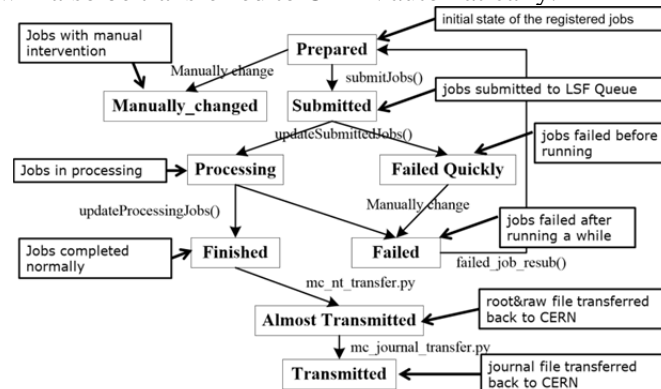 initial state of the registered jobs
Jobs with manual
intervention
Prepared
Manually change
submitJobs()
Manually_changed
Submitted
jobs submitted to LSF Queue
updateSubmittedJobs()
jobs failed before
running
Jobs in processing
Processing
Failed Quickly
updateProcessingJobs()
Manually change
jobs failed after
running a while
Jobs completed
normally
Finished
Failed
failed_job_resub()
mc_nt_transfer.py
Almost Transmitted
root&raw file transferred
back to CERN
mc_journal_transfer.py
Transmitted
journal file transferred
back to CERN